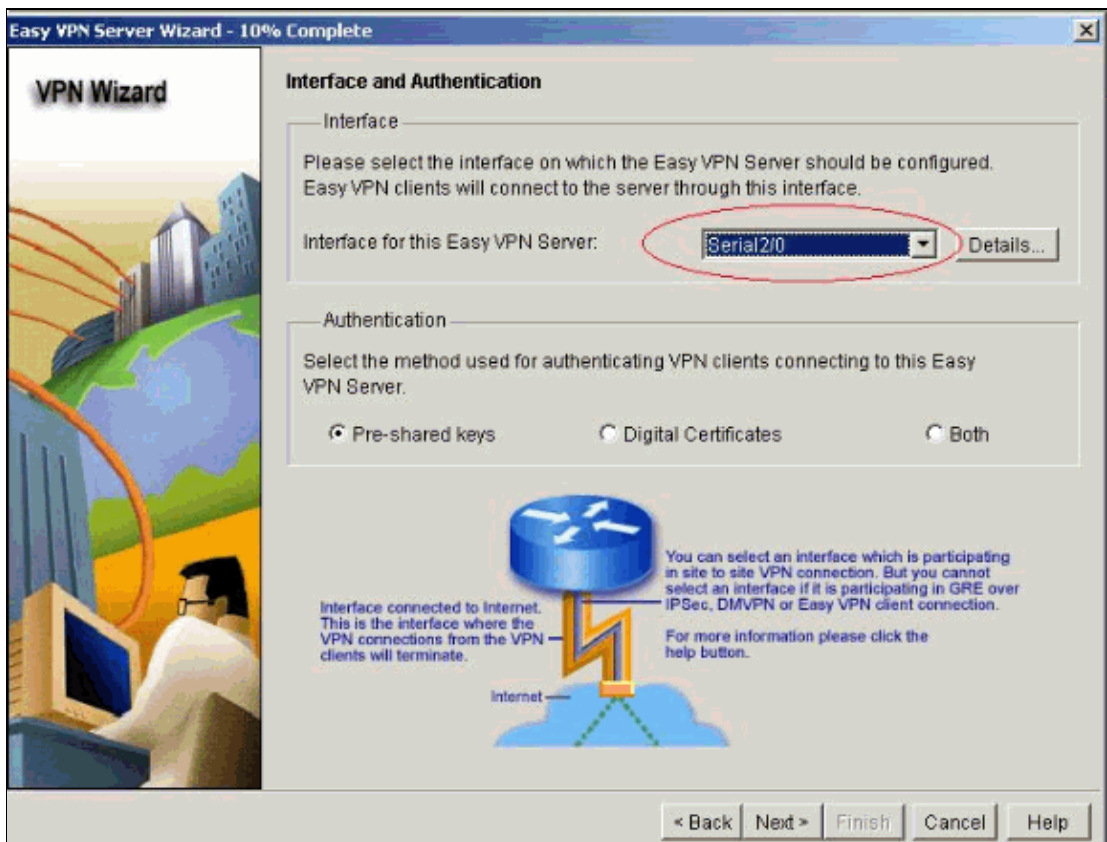 Easy VPN Server Wizard - 10% Complete
VPN Wizard
Interface and Authentication
Interface
Please select the interface on which the Easy VPN Server should be configured.
Easy VPN clients will connect to the server through this interface.
Interface for this Easy VPN Server:
Serial2/0
Details...
Authentication
Select the method used for authenticating VPN clients connecting to this Easy
VPN Server.
Pre-shared keys
Digital Certificates
Both
You can select an interface which is participating
in site to site VPN connection. But you cannot
select an interface if it is participating in GRE over
IPSec, DMVPN or Easy VPN client connection.
For more information please click the
help button.
Interface connected to Internet.
This is the interface where the
VPN connections from the VPN
clients will terminate.
Internet
< Back
Next >
Finish
Cancel
Help